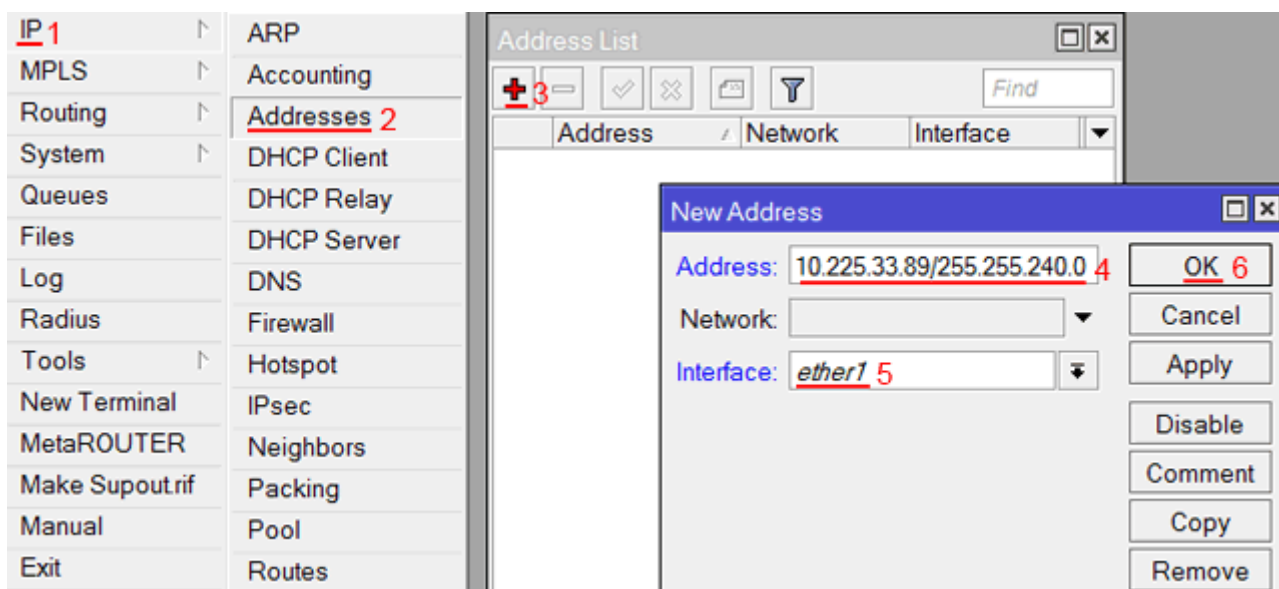 IP 1
MPLS
Routing
System
Queues
Files
Log
Radius
Tools
New Terminal
MetaROUTER
Make Supout.rif
Manual
Exit
ARP
Accounting
Addresses 2
DHCP Client
DHCP Relay
DHCP Server
DNS
Firewall
Hotspot
IPsec
Neighbors
Packing
Pool
Routes
Address List
3
Find
Address Network Interface
New Address
Address: 10.225.33.89/255.255.240.0 4
Network:
Interface: ether1 5
OK 6
Cancel
Apply
Disable
Comment
Copy
Remove